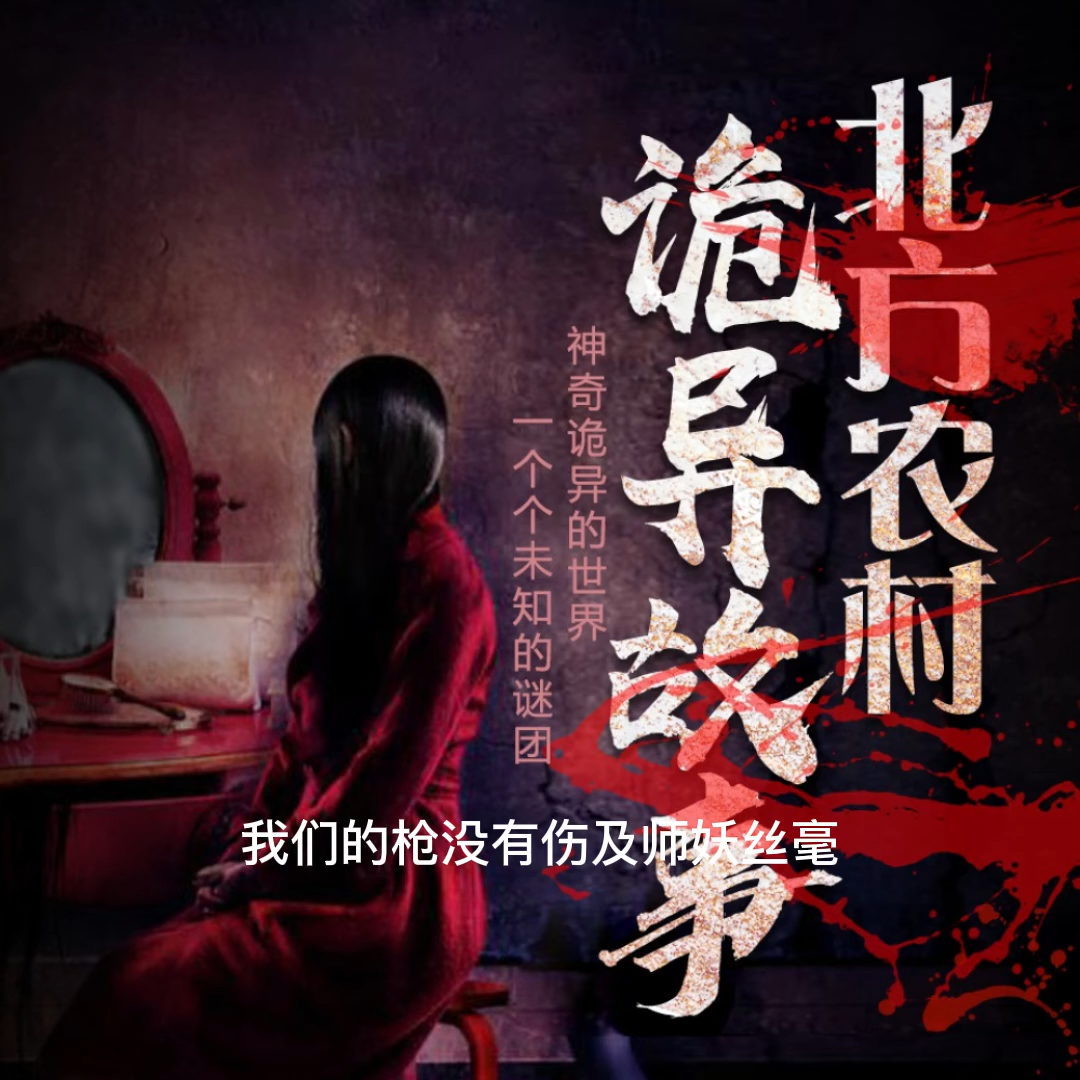 北方农村
诡异故事
神奇诡异的世界
一个个未知的谜团
我们的枪没有伤及师妖丝毫